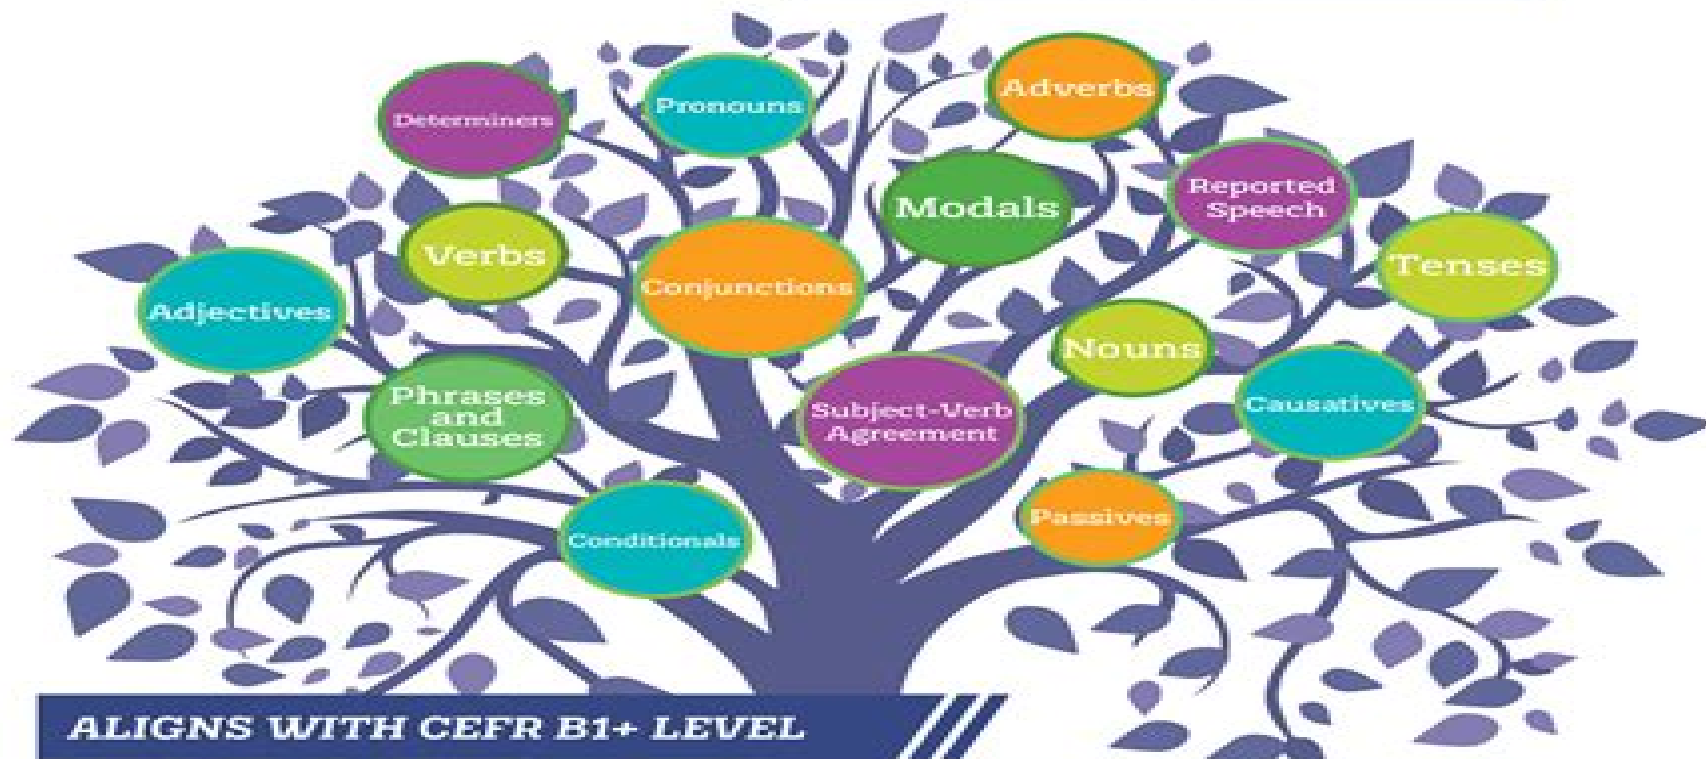 Determiners
Pronouns
Adverbs
Modals
Reported
Speech
Verbs
Tenses
Adjectives
Conjunctions
Nouns
Phrases
and
Clauses
Subject-Verb
Agreement
Causatives
Conditionals
Passives
ALIGNS WITH CEFR B1+ LEVEL